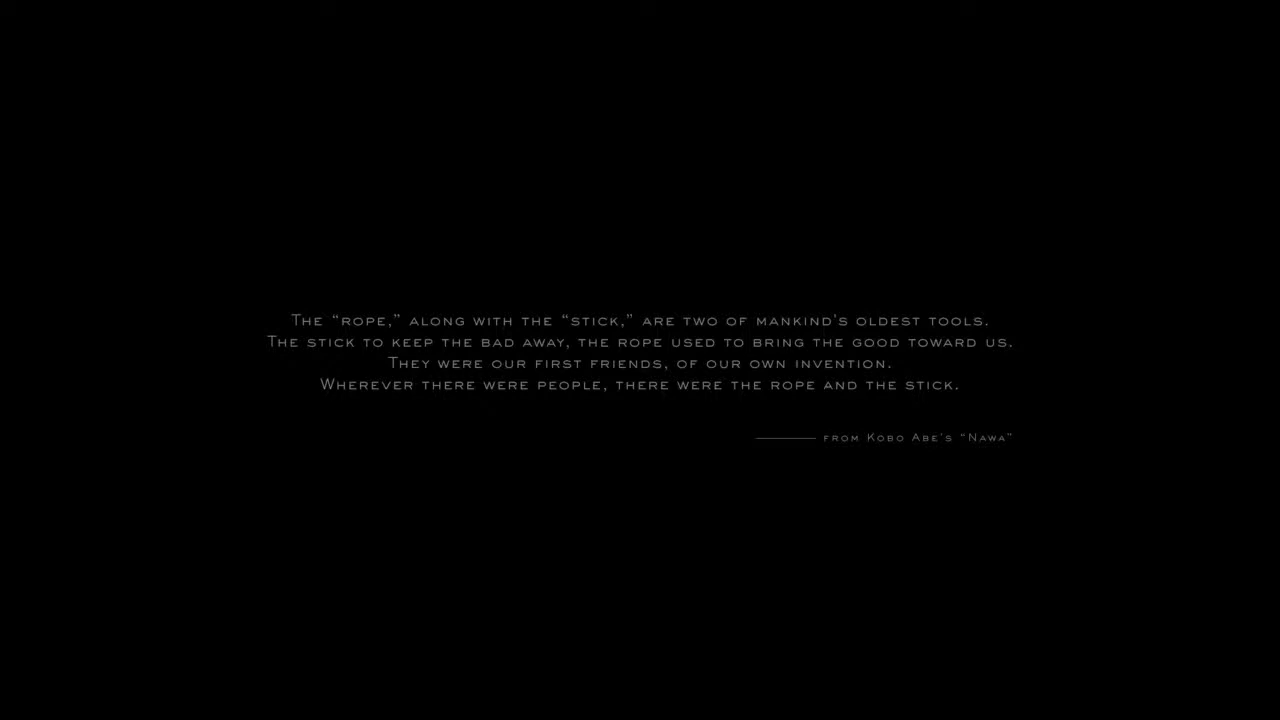 The “rope,” along with the “stick,” are two of mankind's oldest tools.
The stick to keep the bad away, the rope used to bring the good toward us.
They were our first friends, of our own invention.
Wherever there were people, there were the rope and the stick.
from Kobo Abe's “Nawa”